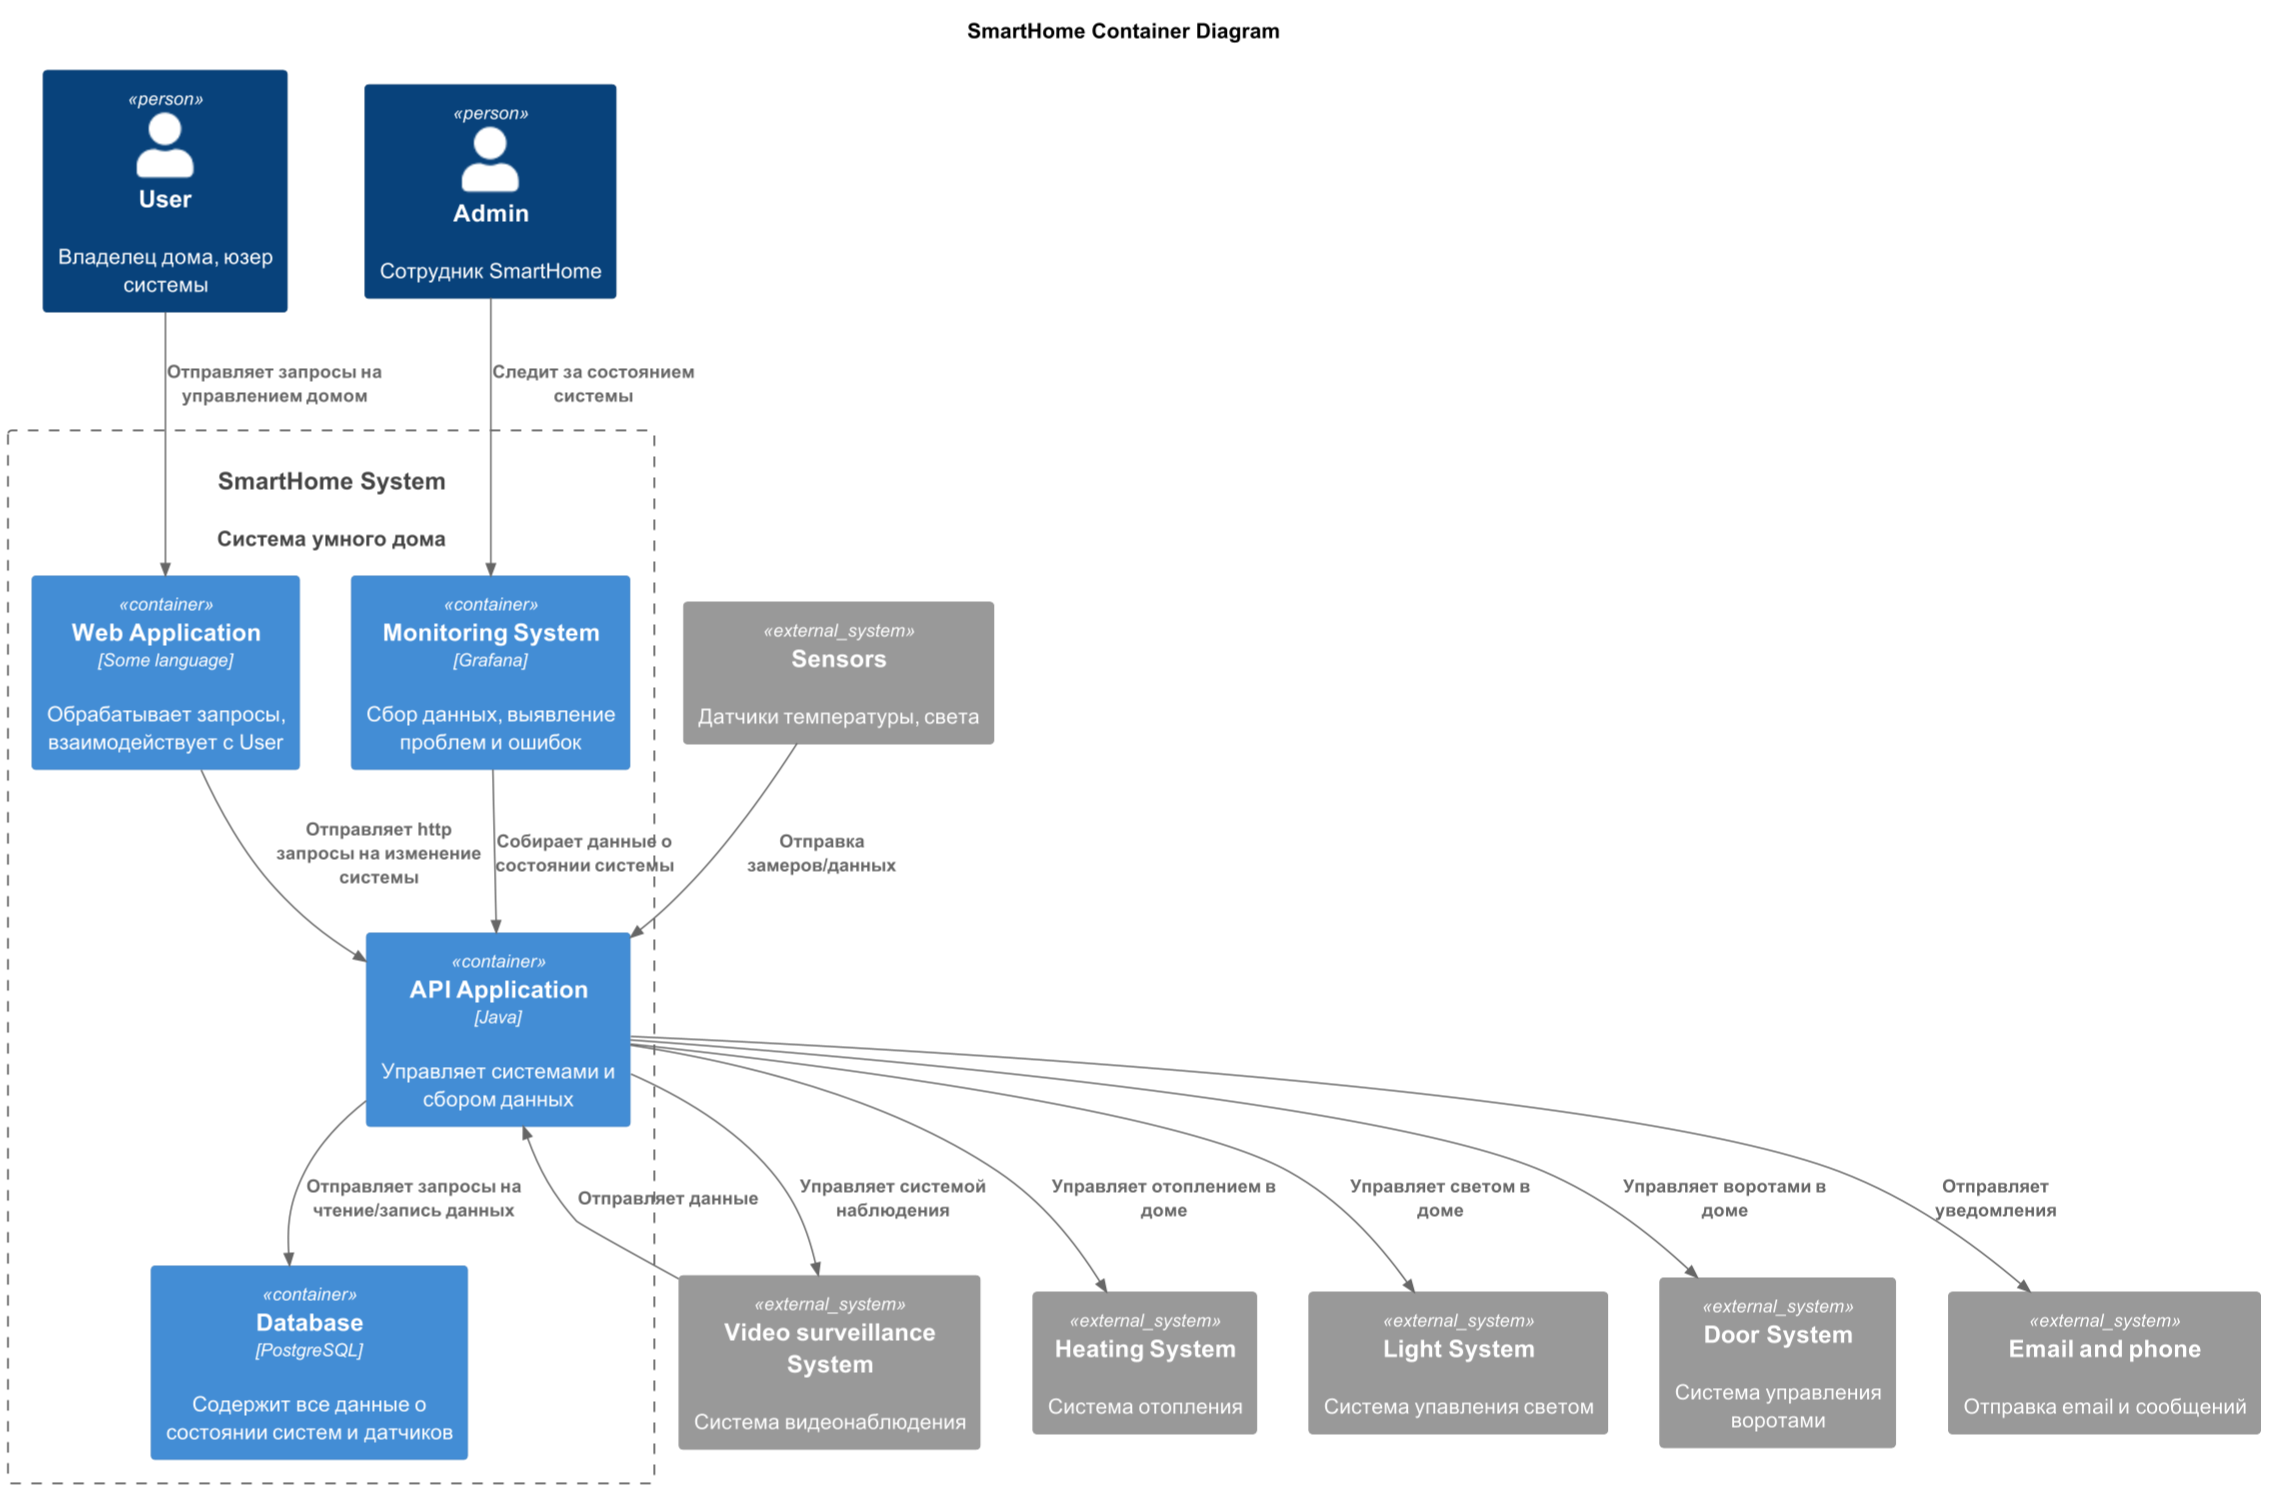 SmartHome Container Diagram
«person»
User
Владелец дома, юзер
системы
«person»
Admin
Сотрудник SmartHome
Отправляет запросы на
управлением домом
Следит за состоянием
системы
SmartHome System
Система умного дома
«container»
Web Application
[Some language]
Обрабатывает запросы,
взаимодействует с User
«container»
Monitoring System
[Grafana]
Сбор данных, выявление
проблем и ошибок
«external_system»
Sensors
Датчики температуры, света
Отправляет http
запросы на изменение
системы
Собирает данные о
состоянии системы
Отправка
замеров/данных
«container»
API Application
[Java]
Управляет системами и
сбором данных
Отправляет запросы на
чтение/запись данных
Отправляет данные
Управляет системой
наблюдения
Управляет отоплением в
доме
Управляет светом в
доме
Управляет воротами в
доме
Отправляет
уведомления
«container»
Database
[PostgreSQL]
Содержит все данные о
состоянии систем и датчиков
«external_system»
Video surveillance
System
Система видеонаблюдения
«external_system»
Heating System
Система отопления
«external_system»
Light System
Система упавления светом
«external_system»
Door System
Система управления
воротами
«external_system»
Email and phone
Отправка email и сообщений